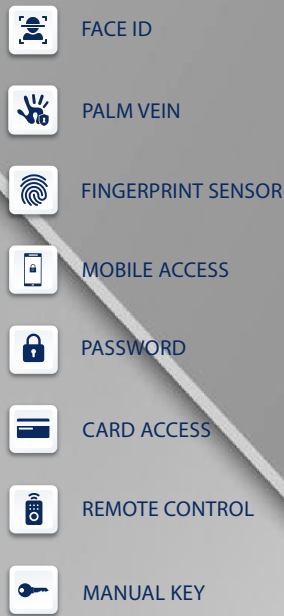 FACE ID
PALM VEIN
FINGERPRINT SENSOR
MOBILE ACCESS
PASSWORD
CARD ACCESS
REMOTE CONTROL
MANUAL KEY